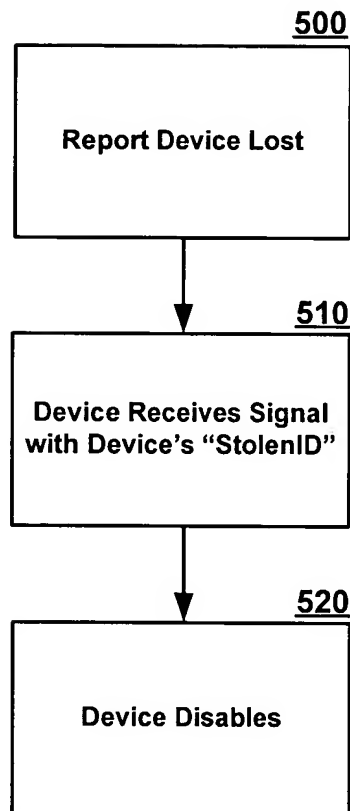 500
Report Device Lost
510
Device Receives Signal
with Device's “StolenID”
520
Device Disables